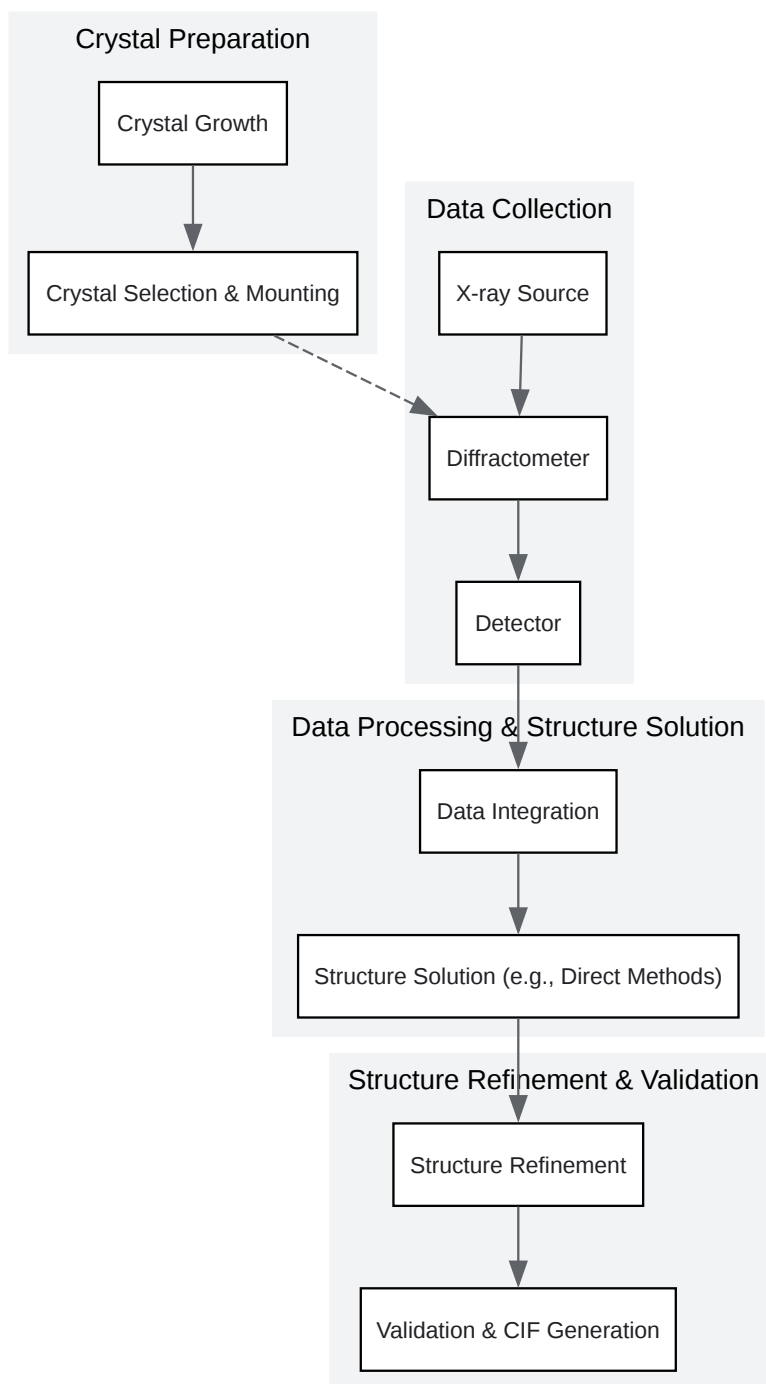 Crystal Preparation
Crystal Growth
Crystal Selection & Mounting
Data Collection
X-ray Source
Diffractometer
Detector
Data Processing & Structure Solution
Data Integration
Structure Solution (e.g., Direct Methods)
Structure Refinement & Validation
Structure Refinement
Validation & CIF Generation